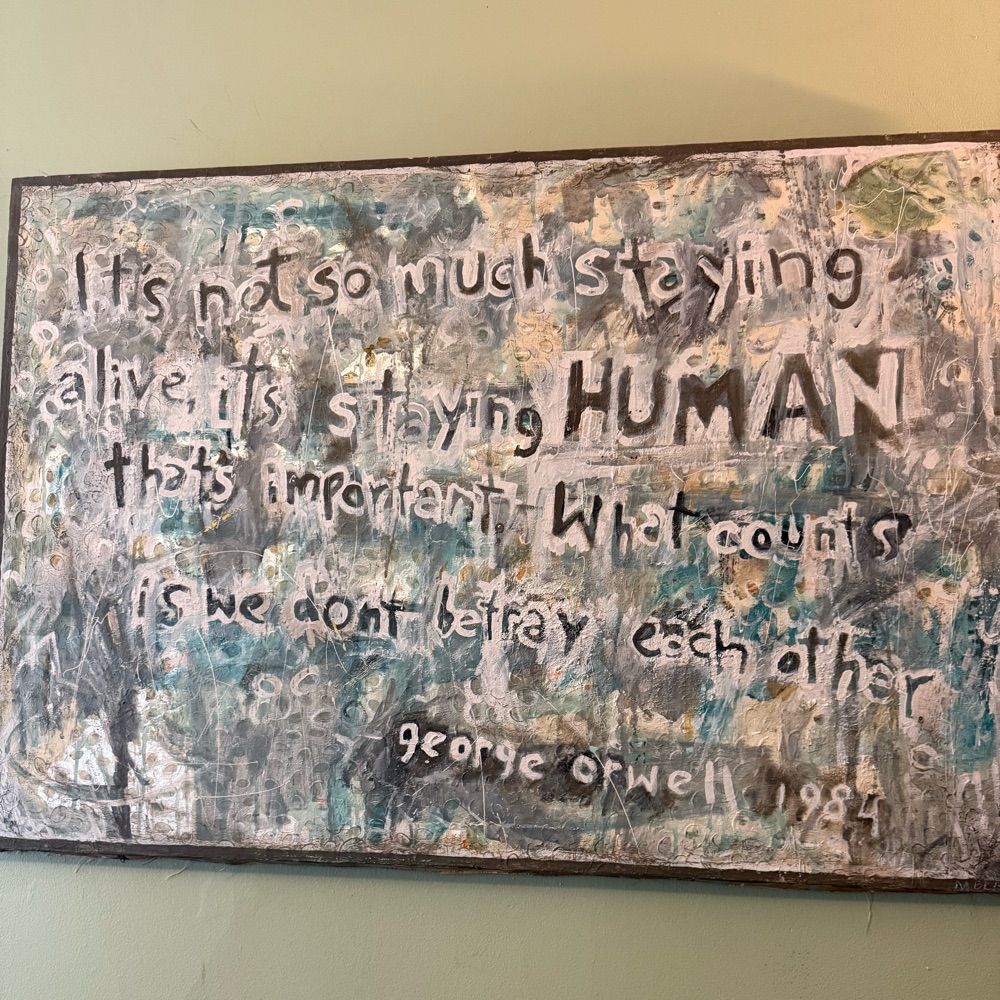 It's not so much staying
alive, it's staying HUMAN
that's important. What counts
is we dont betray each other
george orwell 1984